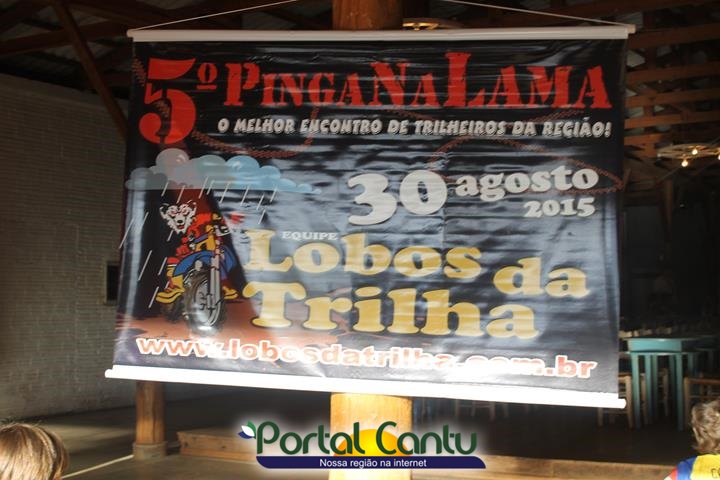 5º PINGANALAMA
O MELHOR ENCONTRO DE TRILHEIROS DA REGIÃO!
30 agosto
2015
EQUIPE
Lobos da
Trilha
www.lobosdatrilha.com.br
Portal Cantu
Nossa região na internet